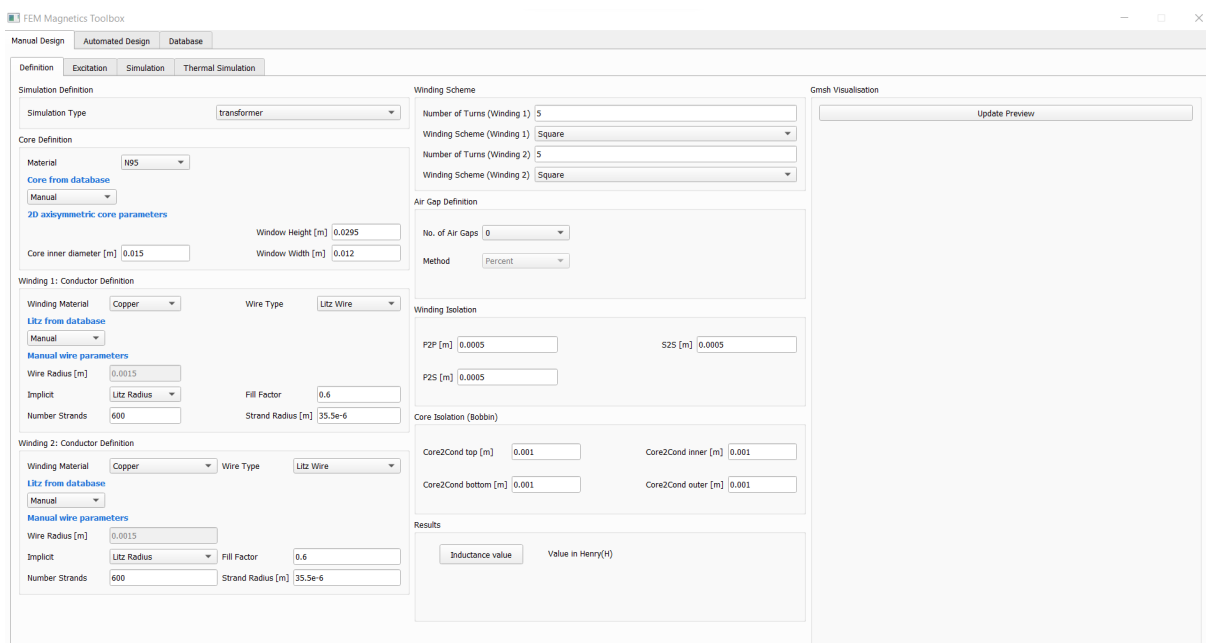 FEM Magnetics Toolbox
Manual Design Automated Design Database
Definition Excitation Simulation Thermal Simulation
Simulation Definition
Simulation Type transformer
Core Definition
Material N95
Core from database
Manual
2D axisymmetric core parameters
Window Height [m] 0.0295
Core inner diameter [m] 0.015 Window Width [m] 0.012
Winding 1: Conductor Definition
Winding Material Copper Wire Type Litz Wire
Litz from database
Manual
Manual wire parameters
Wire Radius [m] 0.0015
Implicit Litz Radius Fill Factor 0.6
Number Strands 600 Strand Radius [m] 35.5e-6
Winding 2: Conductor Definition
Winding Material Copper Wire Type Litz Wire
Litz from database
Manual
Manual wire parameters
Wire Radius [m] 0.0015
Implicit Litz Radius Fill Factor 0.6
Number Strands 600 Strand Radius [m] 35.5e-6
Winding Scheme
Number of Turns (Winding 1) 5
Winding Scheme (Winding 1) Square
Number of Turns (Winding 2) 5
Winding Scheme (Winding 2) Square
Air Gap Definition
No. of Air Gaps 0
Method Percent
Winding Isolation
P2P [m] 0.0005 S2S [m] 0.0005
P2S [m] 0.0005
Core Isolation (Bobbin)
Core2Cond top [m] 0.001 Core2Cond inner [m] 0.001
Core2Cond bottom [m] 0.001 Core2Cond outer [m] 0.001
Results
Inductance value Value in Henry(H)
Gmsh Visualisation
Update Preview